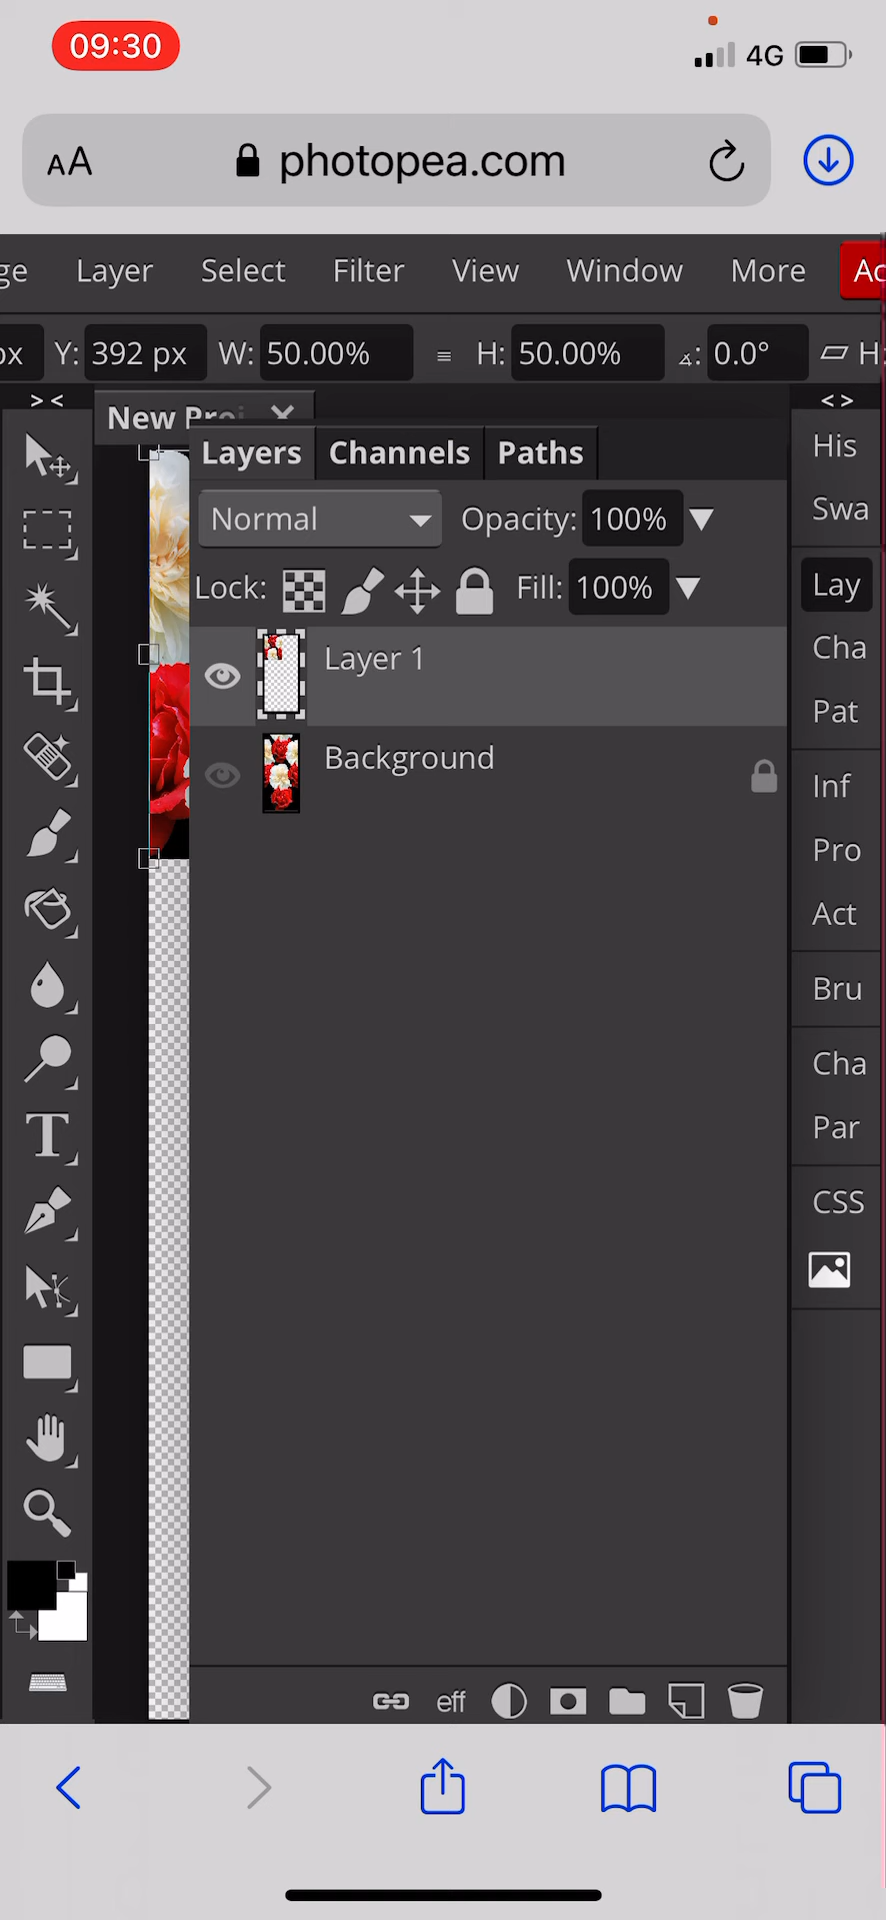 09:30
4G
AA photopea.com
ge Layer Select Filter View Window More Ac
px Y: 392 px W: 50.00% H: 50.00% : 0.0° H:
> < < >
New Proj
Layers Channels Paths
His
Normal Opacity: 100%
Swa
Lock: Fill: 100%
Lay
Layer 1
Cha
Pat
Background
Inf
Pro
Act
Bru
Cha
Par
CSS
eff